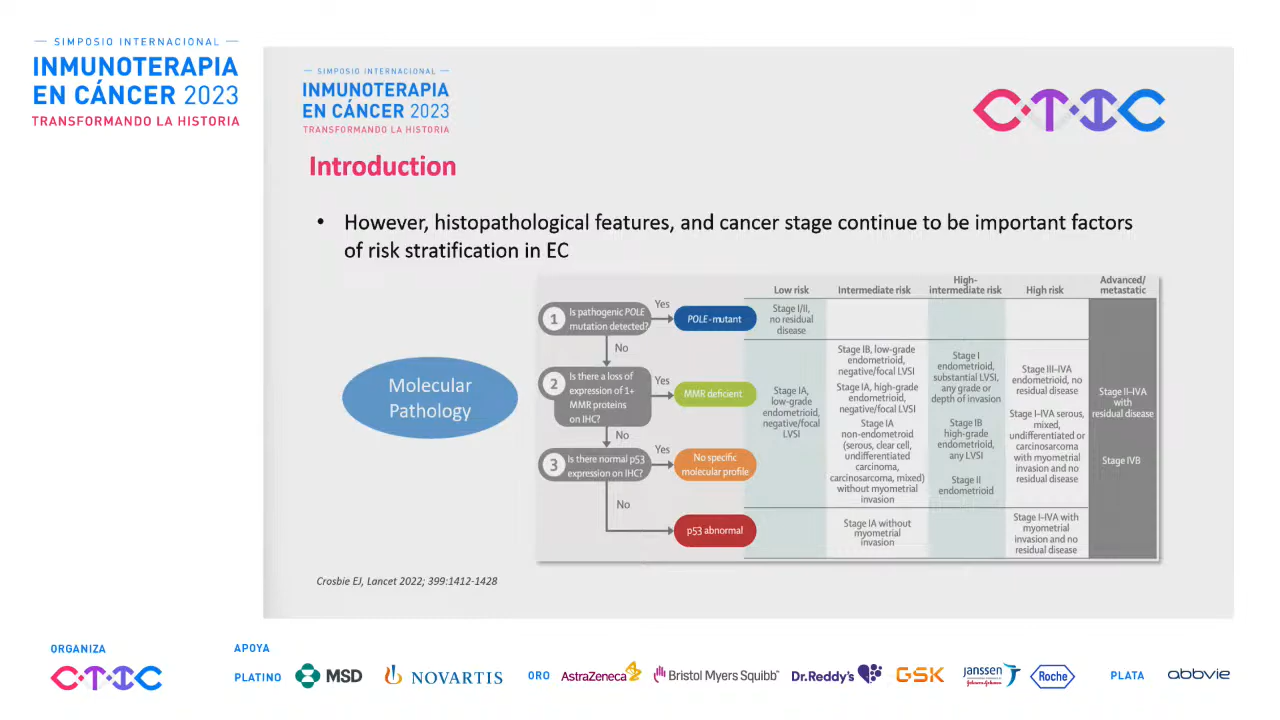 — SIMPOSIO INTERNACIONAL —
INMUNOTERAPIA
EN CÁNCER 2023
TRANSFORMANDO LA HISTORIA
— SIMPOSIO INTERNACIONAL —
INMUNOTERAPIA
EN CÁNCER 2023
TRANSFORMANDO LA HISTORIA
CTIC
Introduction
• However, histopathological features, and cancer stage continue to be important factors
of risk stratification in EC
Molecular
Pathology
1
Is pathogenic POLE
mutation detected?
Yes
POLE-mutant
No
2
Is there a loss of
expression of 1+
MMR proteins
on IHC?
Yes
MMR deficient
No
3
Is there normal p53
expression on IHC?
Yes
No specific
molecular profile
No
p53 abnormal
Low risk
Intermediate risk
High-
intermediate risk
High risk
Advanced/
metastatic
Stage I/II,
no residual
disease
Stage IA,
low-grade
endometrioid,
negative/focal
LVSI
Stage IB, low-grade
endometrioid,
negative/focal LVSI
Stage IA, high-grade
endometrioid,
negative/focal LVSI
Stage IA
non-endometroid
(serous, clear cell,
undifferentiated
carcinoma,
carcinosarcoma, mixed)
without myometrial
invasion
Stage I
endometrioid,
substantial LVSI,
any grade or
depth of invasion
Stage IB
high-grade
endometrioid,
any LVSI
Stage II
endometrioid
Stage III–IVA
endometrioid, no
residual disease
Stage I–IVA serous,
mixed,
undifferentiated or
carcinosarcoma
with myometrial
invasion and no
residual disease
Stage II–IVA
with
residual disease
Stage IVB
Stage IA without
myometrial
invasion
Stage I–IVA with
myometrial
invasion and no
residual disease
Crosbie EJ, Lancet 2022; 399:1412-1428
ORGANIZA
CTIC
APOYA
PLATINO
MSD
NOVARTIS
ORO
AstraZeneca
Bristol Myers Squibb™
Dr.Reddy's
GSK
Janssen
Johnson&Johnson
Roche
PLATA
abbvie